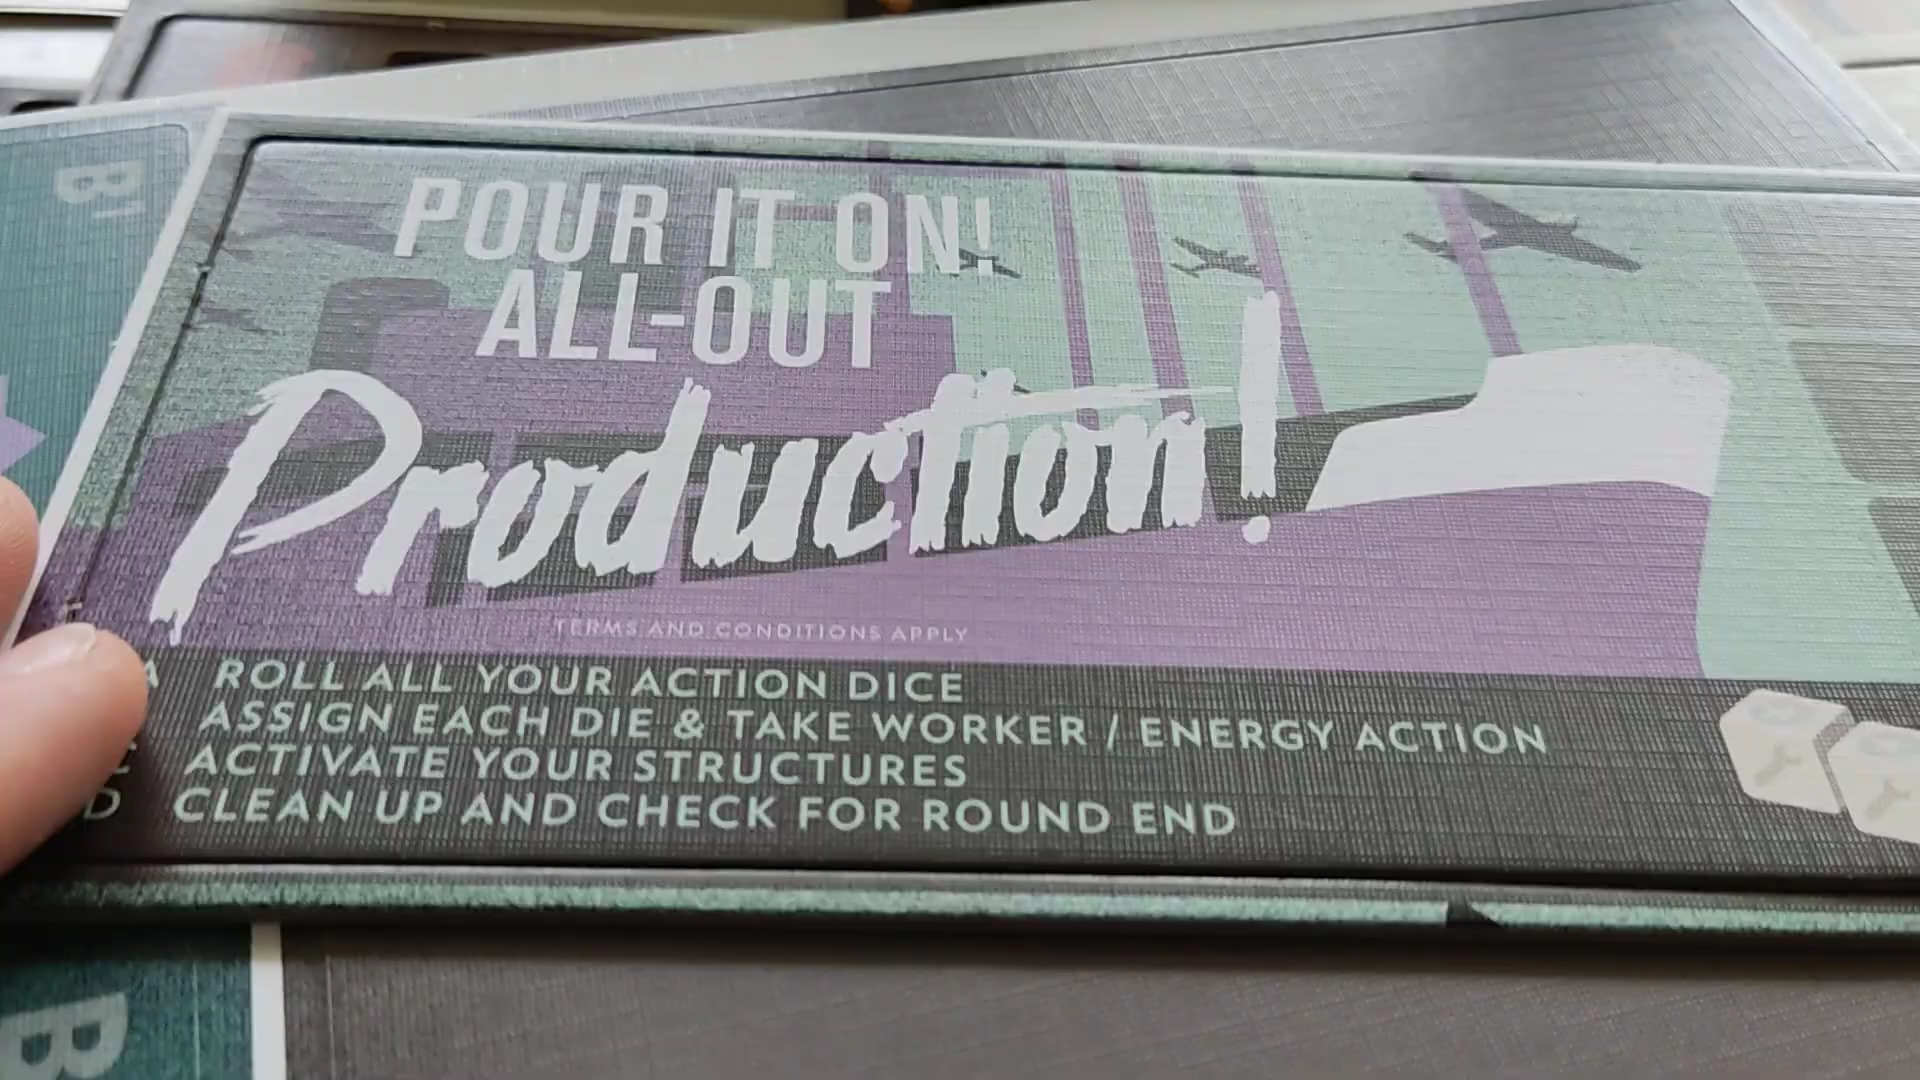 B1
POUR IT ON!
ALL-OUT
Production!
TERMS AND CONDITIONS APPLY
A ROLL ALL YOUR ACTION DICE
ASSIGN EACH DIE & TAKE WORKER / ENERGY ACTION
C ACTIVATE YOUR STRUCTURES
D CLEAN UP AND CHECK FOR ROUND END
B